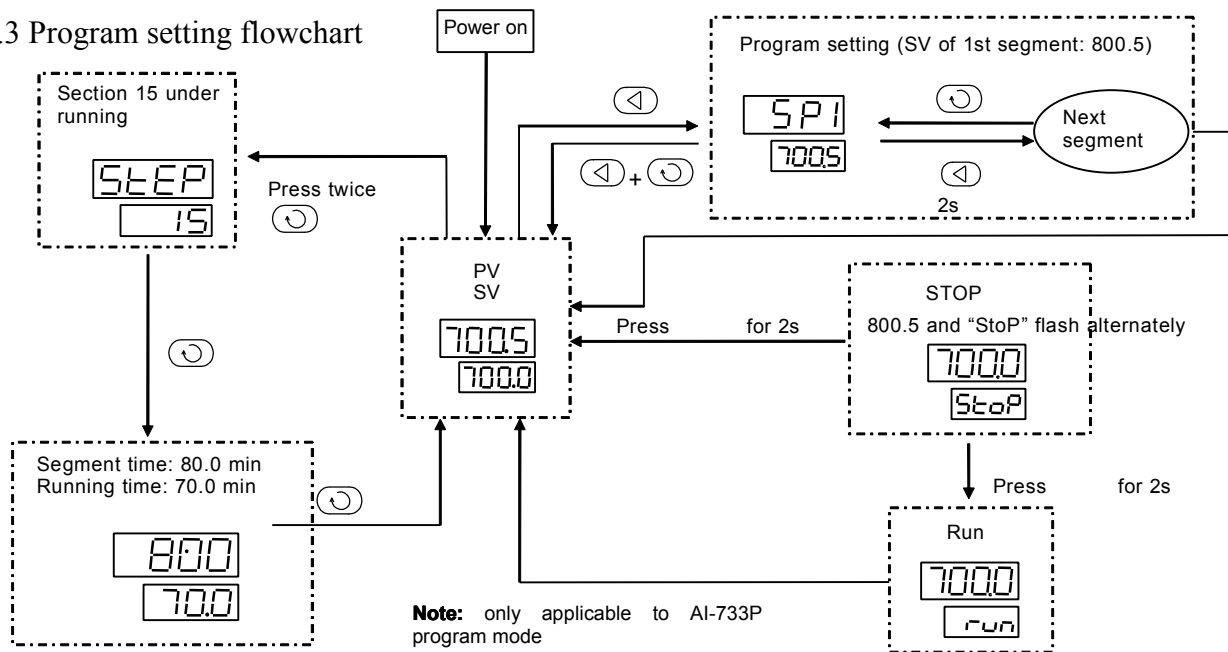 .3 Program setting flowchart
Power on
Program setting (SV of 1st segment: 800.5)
SP1
700.5
Next
segment
2s
+
Section 15 under
running
StEP
15
Press twice
PV
SV
700.5
700.0
Press for 2s
STOP
800.5 and “StoP” flash alternately
700.0
StoP
Press for 2s
Segment time: 80.0 min
Running time: 70.0 min
80.0
70.0
Run
700.0
run
Note: only applicable to AI-733P
program mode